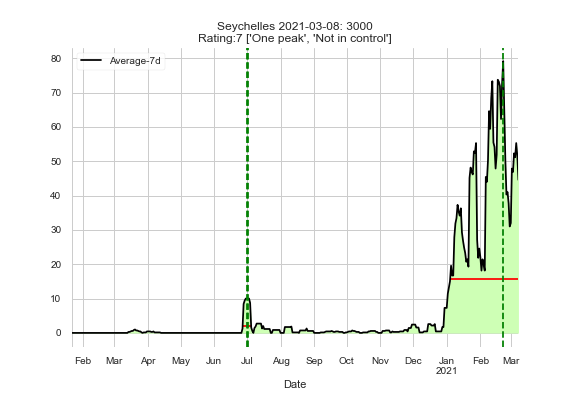 Seychelles 2021-03-08: 3000
Rating:7 ['One peak', 'Not in control']
Average-7d
80
70
60
50
40
30
20
10
0
Feb Mar Apr May Jun Jul Aug Sep Oct Nov Dec Jan Feb Mar
2021
Date